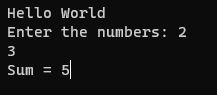 Hello World
Enter the numbers: 2
3
Sum = 5